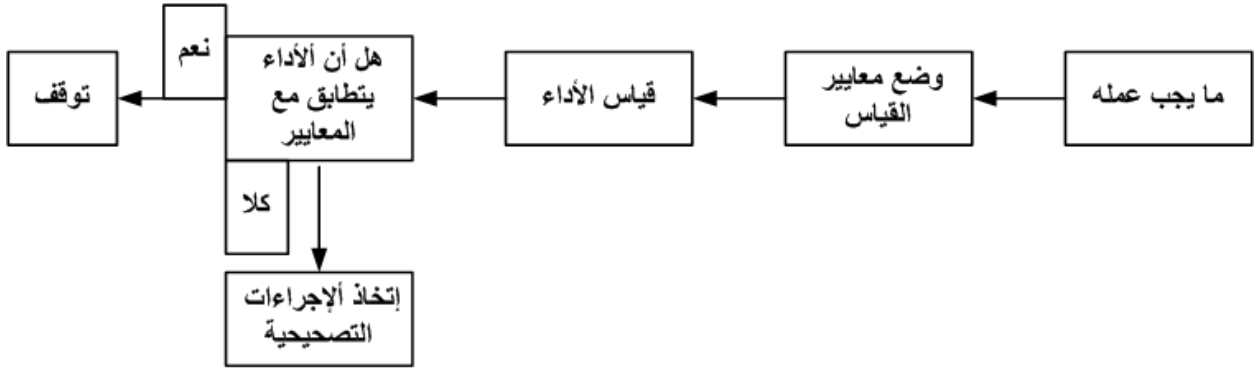 ما يجب عمله
وضع معايير
القياس
قياس الأداء
هل أن ألأداء
يتطابق مع
المعايير
نعم
توقف
كلا
إتخاذ ألإجراءات
التصحيحية